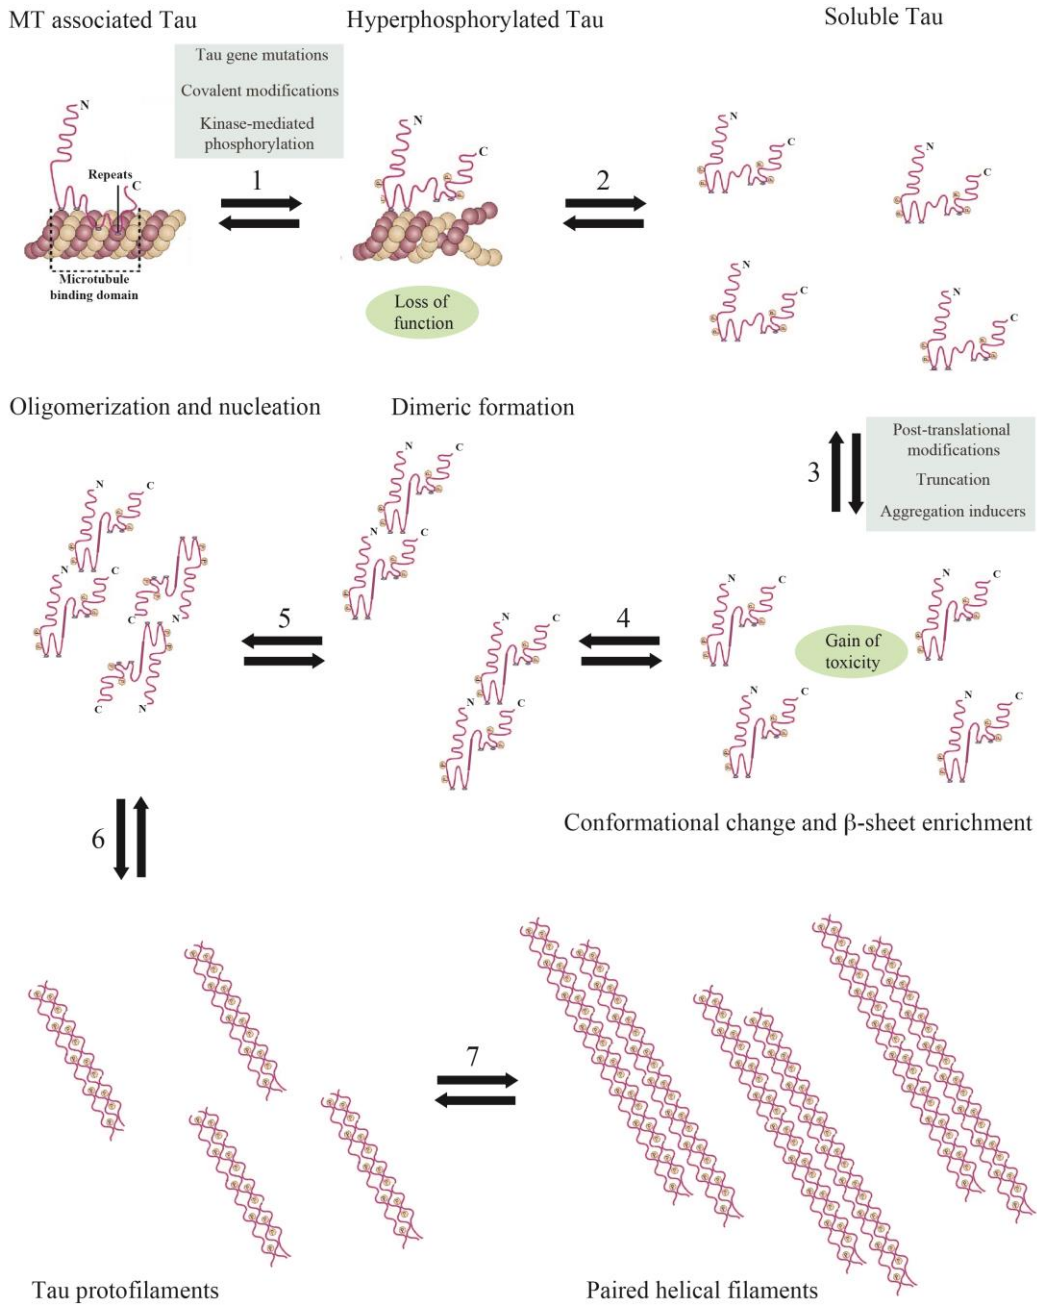 MT associated Tau
Hyperphosphorylated Tau
Soluble Tau
Tau gene mutations
Covalent modifications
Kinase-mediated
phosphorylation
N
Repeats
C
Microtubule
binding domain
1
N
C
Loss of
function
2
N
C
N
C
N
C
N
C
3
Post-translational
modifications
Truncation
Aggregation inducers
Oligomerization and nucleation
Dimeric formation
N
C
N
C
C
N
C
N
5
N
C
N
C
N
C
N
C
4
N
C
N
C
Gain of
toxicity
N
C
N
C
Conformational change and β-sheet enrichment
6
7
Tau protofilaments
Paired helical filaments